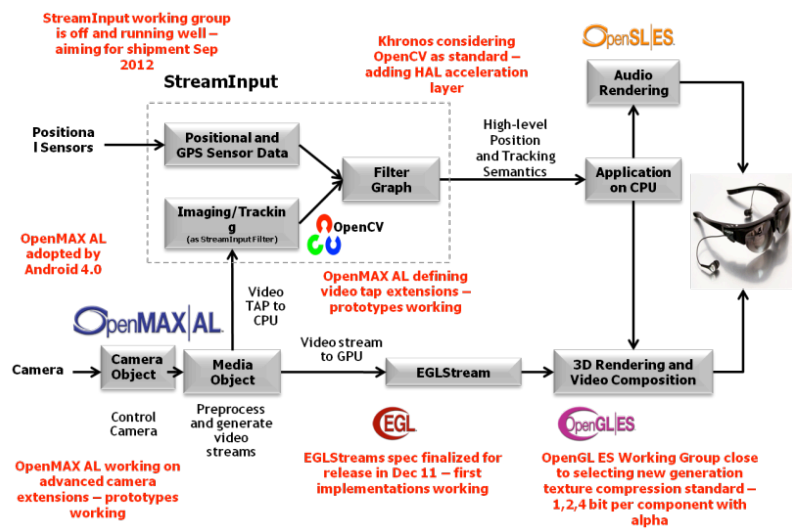 StreamInput working group
is off and running well –
aiming for shipment Sep
2012
StreamInput
Khronos considering
OpenCV as standard –
adding HAL acceleration
layer
OpenSL|ES
Audio
Rendering
Positiona
l Sensors
Positional and
GPS Sensor Data
Filter
Graph
High-level
Position
and Tracking
Semantics
Application
on CPU
Imaging/Trackin
g
(as StreamInput Filter)
OpenCV
OpenMAX AL
adopted by
Android 4.0
OpenMAX AL defining
video tap extensions –
prototypes working
Video
TAP to
CPU
OpenMAX|AL
Video stream
to GPU
Camera
Camera
Object
Media
Object
EGLStream
3D Rendering and
Video Composition
Control
Camera
Preprocess
and generate
video
streams
EGL
OpenGL|ES
OpenMAX AL working on
advanced camera
extensions – prototypes
working
EGLStreams spec finalized for
release in Dec 11 – first
implementations working
OpenGL ES Working Group close
to selecting new generation
texture compression standard –
1,2,4 bit per component with
alpha